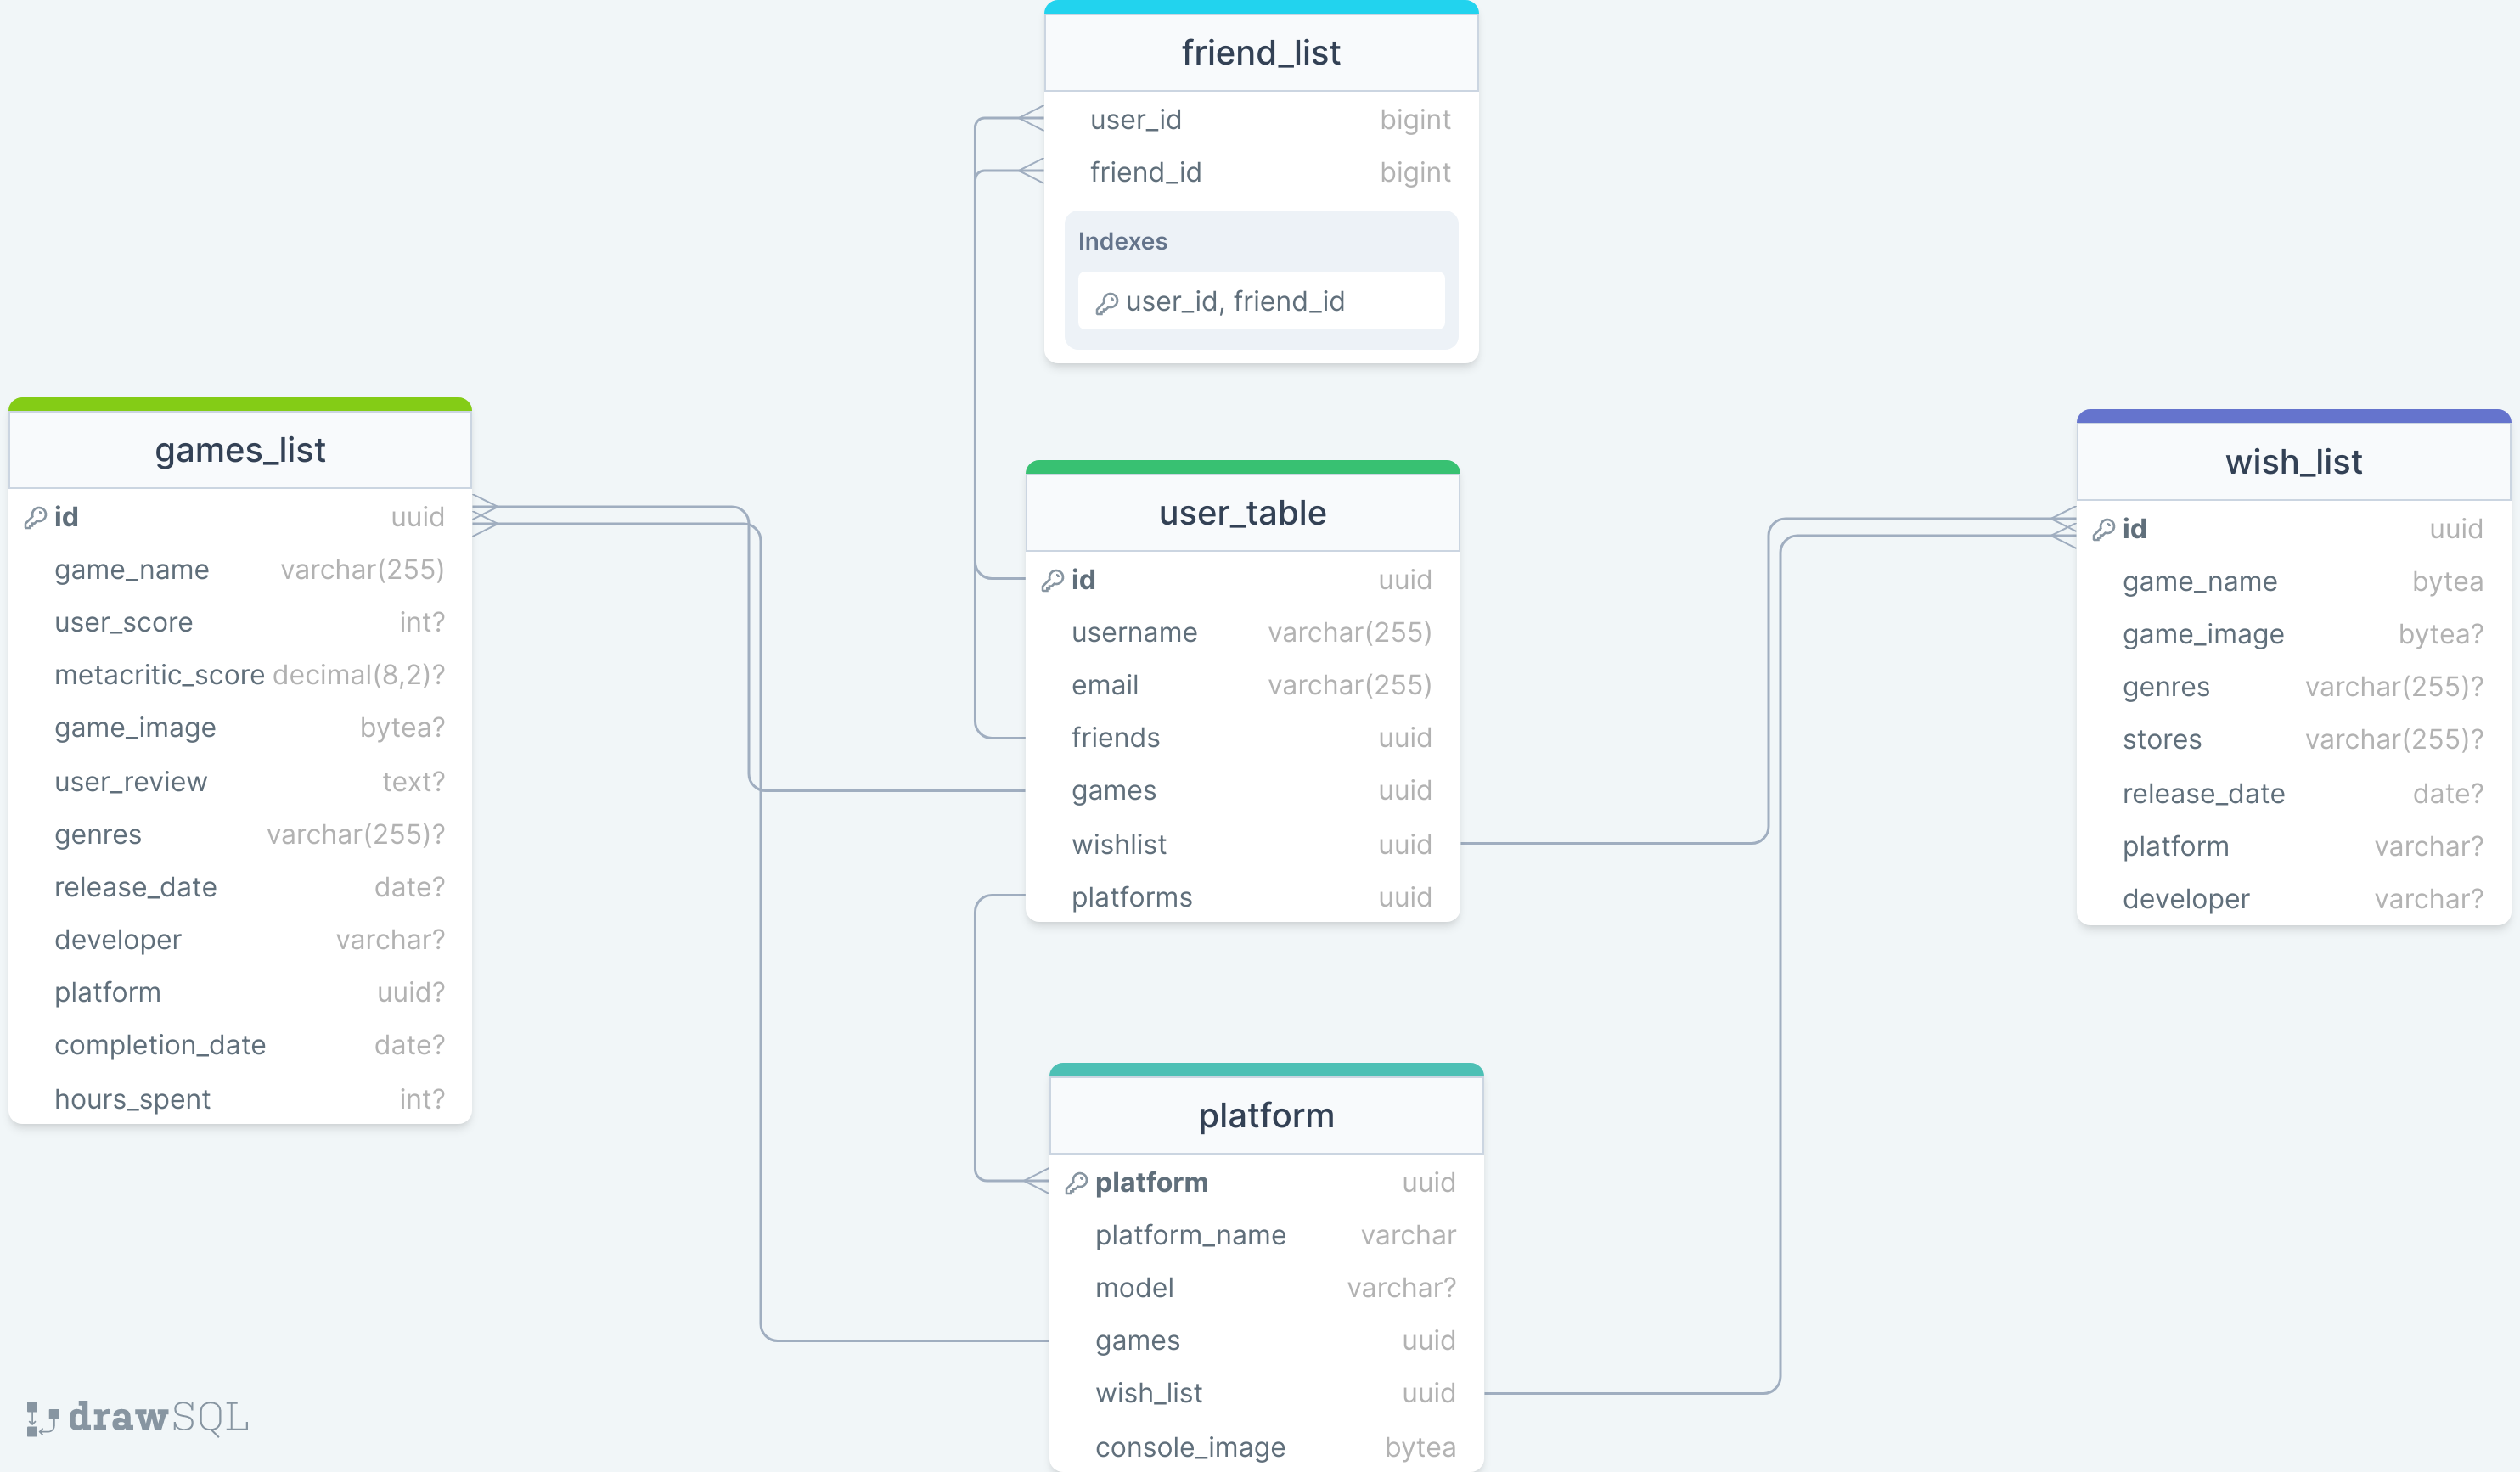 friend_list
user_id bigint
friend_id bigint
Indexes
user_id, friend_id
games_list
id uuid
game_name varchar(255)
user_score int?
metacritic_score decimal(8,2)?
game_image bytea?
user_review text?
genres varchar(255)?
release_date date?
developer varchar?
platform uuid?
completion_date date?
hours_spent int?
user_table
id uuid
username varchar(255)
email varchar(255)
friends uuid
games uuid
wishlist uuid
platforms uuid
wish_list
id uuid
game_name bytea
game_image bytea?
genres varchar(255)?
stores varchar(255)?
release_date date?
platform varchar?
developer varchar?
platform
platform uuid
platform_name varchar
model varchar?
games uuid
wish_list uuid
console_image bytea
drawSQL